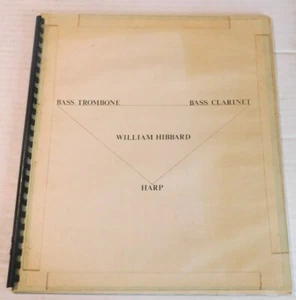 BASS TROMBONE BASS CLARINET
WILLIAM HIBBARD
HARP